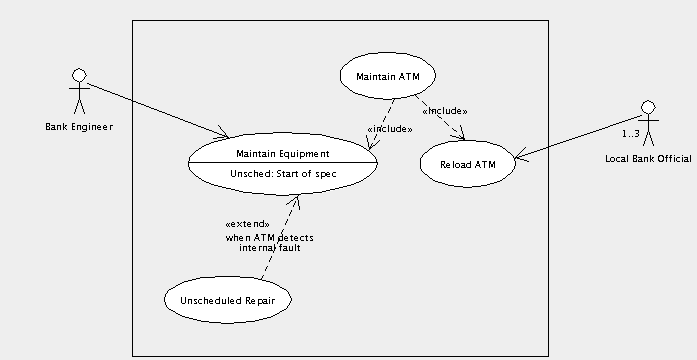 Maintain ATM
«include»
Bank Engineer
«include»
1..3
Maintain Equipment
Local Bank Official
Reload ATM
Unsched: Start of spec
«extend»
when ATM detects
internal fault
Unscheduled Repair